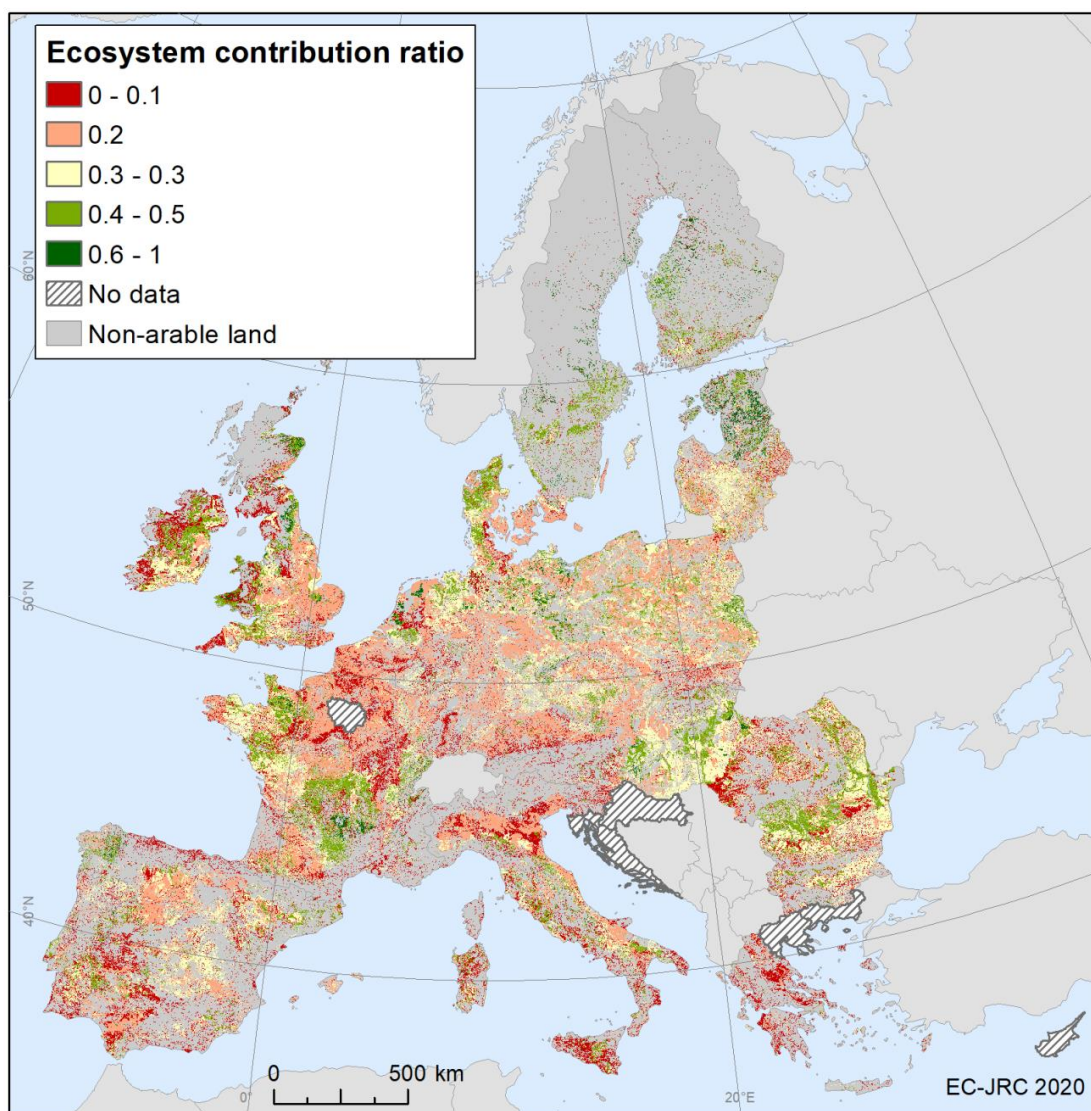 Ecosystem contribution ratio
0 - 0.1
0.2
0.3 - 0.3
0.4 - 0.5
0.6 - 1
No data
Non-arable land
60°N
50°N
40°N
0 500 km
0°
20°E
EC-JRC 2020